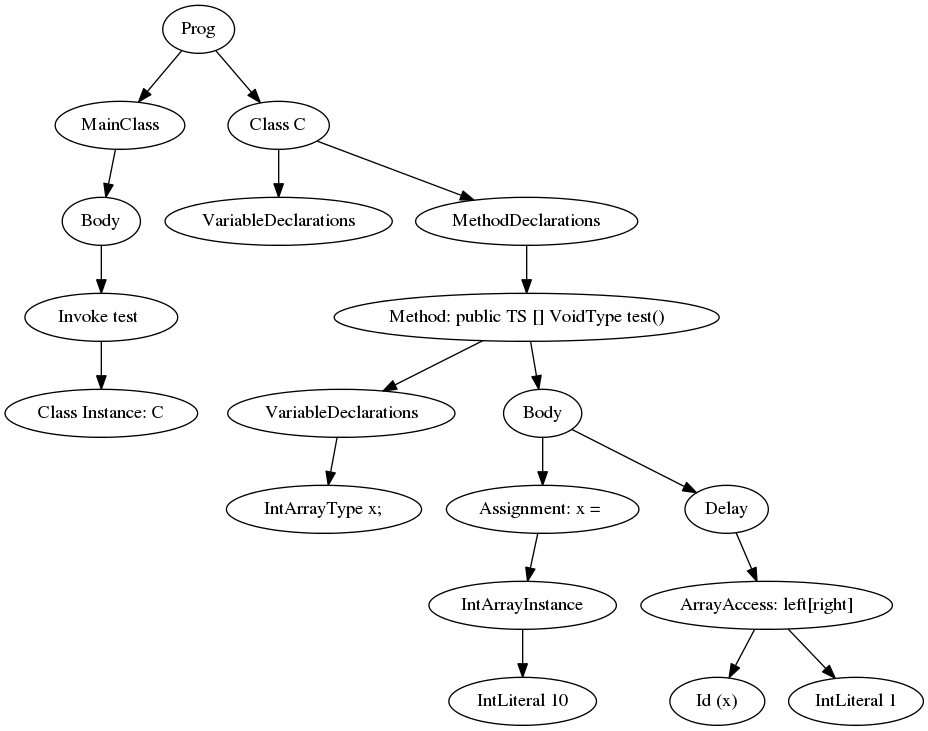 Prog
MainClass
Class C
Body
VariableDeclarations
MethodDeclarations
Invoke test
Method: public TS [] VoidType test()
Class Instance: C
VariableDeclarations
Body
IntArrayType x;
Assignment: x =
Delay
IntArrayInstance
ArrayAccess: left[right]
IntLiteral 10
Id (x)
IntLiteral 1